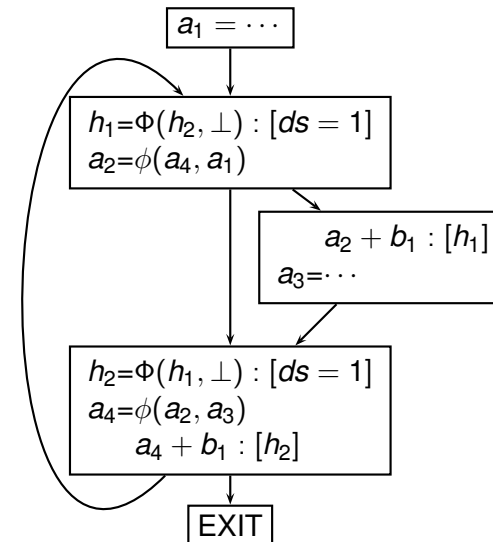 a₁ = ⋯
h₁=Φ(h₂, ⊥) : [ds = 1]
a₂=ϕ(a₄, a₁)
a₂ + b₁ : [h₁]
a₃=⋯
h₂=Φ(h₁, ⊥) : [ds = 1]
a₄=ϕ(a₂, a₃)
a₄ + b₁ : [h₂]
EXIT